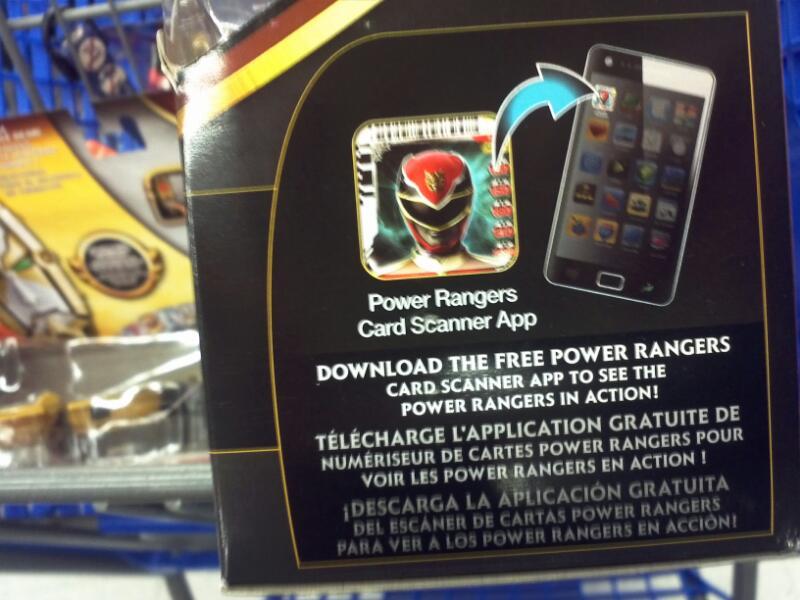 Power Rangers
Card Scanner App
DOWNLOAD THE FREE POWER RANGERS
CARD SCANNER APP TO SEE THE
POWER RANGERS IN ACTION!
TÉLÉCHARGE L'APPLICATION GRATUITE DE
NUMÉRISEUR DE CARTES POWER RANGERS POUR
VOIR LES POWER RANGERS EN ACTION !
¡DESCARGA LA APLICACIÓN GRATUITA
DEL ESCÁNER DE CARTAS POWER RANGERS
PARA VER A LOS POWER RANGERS EN ACCIÓN!